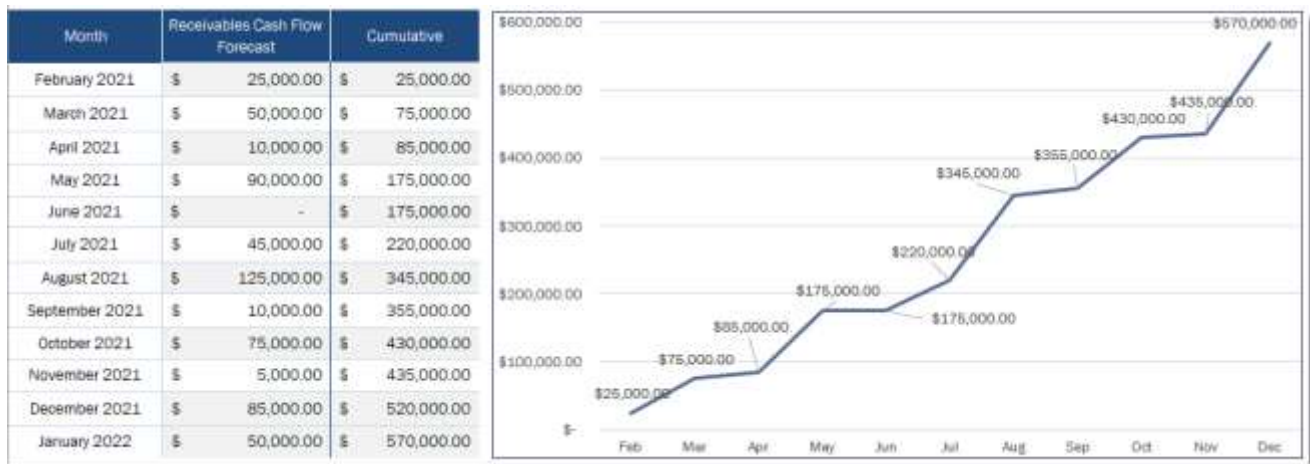 Month Receivables Cash Flow Forecast Cumulative
February 2021 $ 25,000.00 $ 25,000.00
March 2021 $ 50,000.00 $ 75,000.00
April 2021 $ 10,000.00 $ 85,000.00
May 2021 $ 90,000.00 $ 175,000.00
June 2021 $ - $ 175,000.00
July 2021 $ 45,000.00 $ 220,000.00
August 2021 $ 125,000.00 $ 345,000.00
September 2021 $ 10,000.00 $ 355,000.00
October 2021 $ 75,000.00 $ 430,000.00
November 2021 $ 5,000.00 $ 435,000.00
December 2021 $ 85,000.00 $ 520,000.00
January 2022 $ 50,000.00 $ 570,000.00
$600,000.00
$570,000.00
$500,000.00
$435,000.00
$430,000.00
$400,000.00
$355,000.00
$345,000.00
$300,000.00
$220,000.00
$200,000.00
$175,000.00
$175,000.00
$85,000.00
$100,000.00
$75,000.00
$25,000.00
$-
Feb Mar Apr May Jun Jul Aug Sep Oct Nov Dec